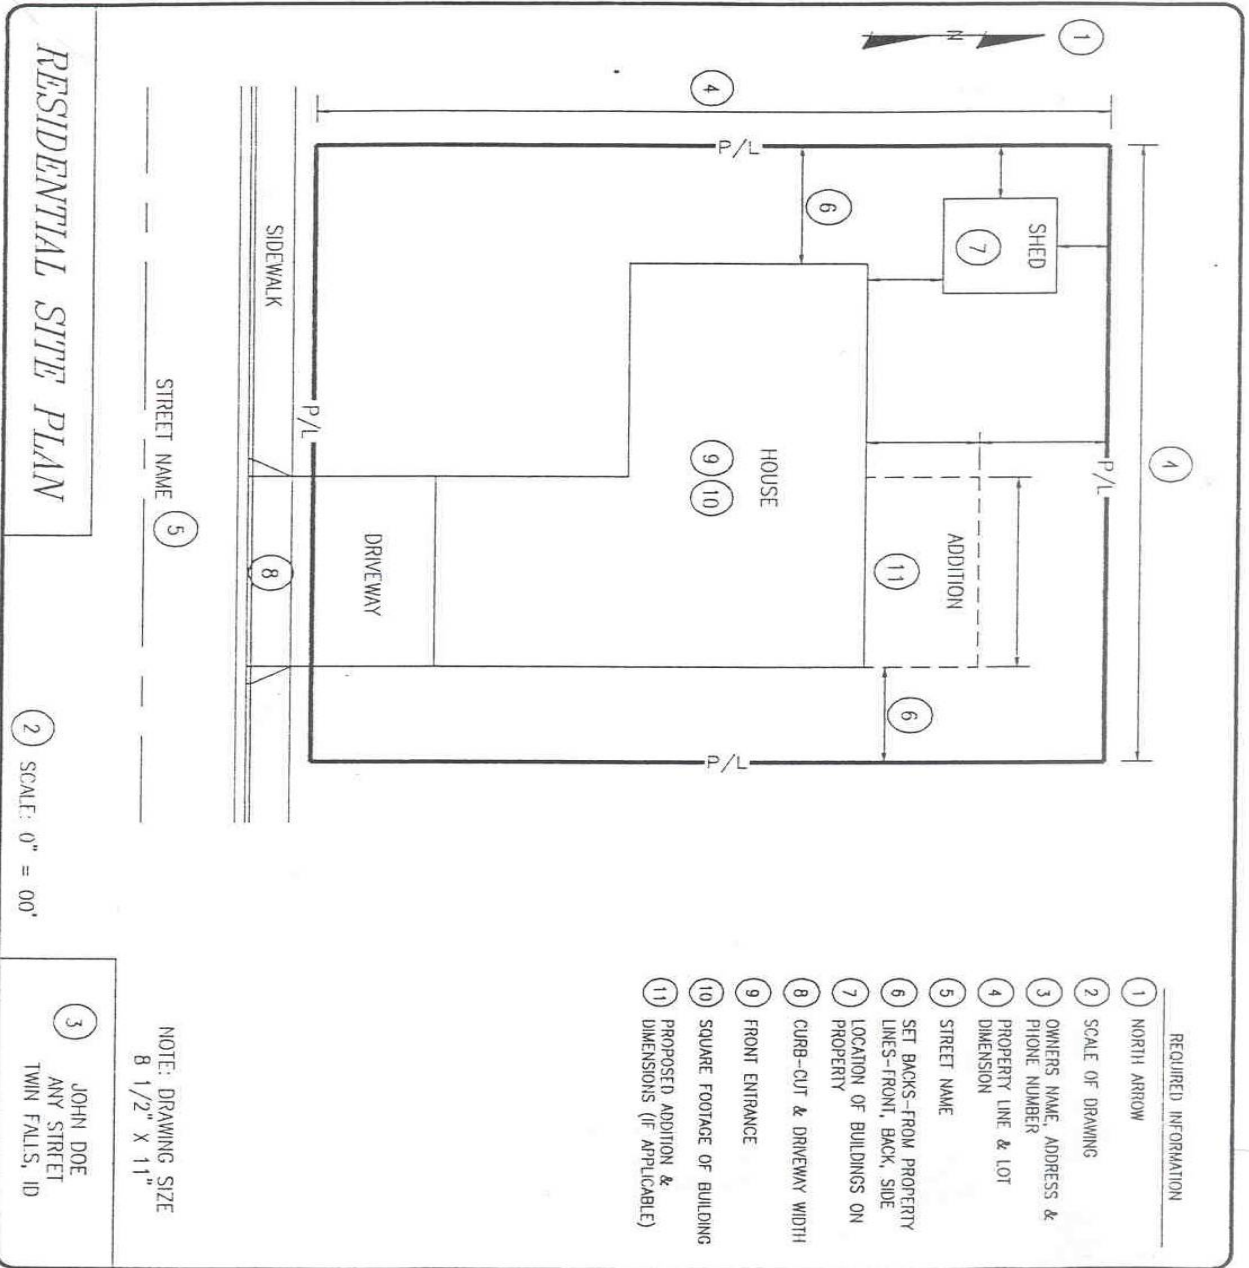 1
N
4
P/L
6
SHED
7
4
P/L
HOUSE
9 10
ADDITION
11
6
P/L
P/L
DRIVEWAY
SIDEWALK
8
STREET NAME 5
REQUIRED INFORMATION
1 NORTH ARROW
2 SCALE OF DRAWING
3 OWNERS NAME, ADDRESS &
PHONE NUMBER
4 PROPERTY LINE & LOT
DIMENSION
5 STREET NAME
6 SET BACKS-FROM PROPERTY
LINES-FRONT, BACK, SIDE
7 LOCATION OF BUILDINGS ON
PROPERTY
8 CURB-CUT & DRIVEWAY WIDTH
9 FRONT ENTRANCE
10 SQUARE FOOTAGE OF BUILDING
11 PROPOSED ADDITION &
DIMENSIONS (IF APPLICABLE)
NOTE: DRAWING SIZE
8 1/2" X 11"
RESIDENTIAL SITE PLAN
2 SCALE: 0" = 00'
3
JOHN DOE
ANY STREET
TWIN FALLS, ID